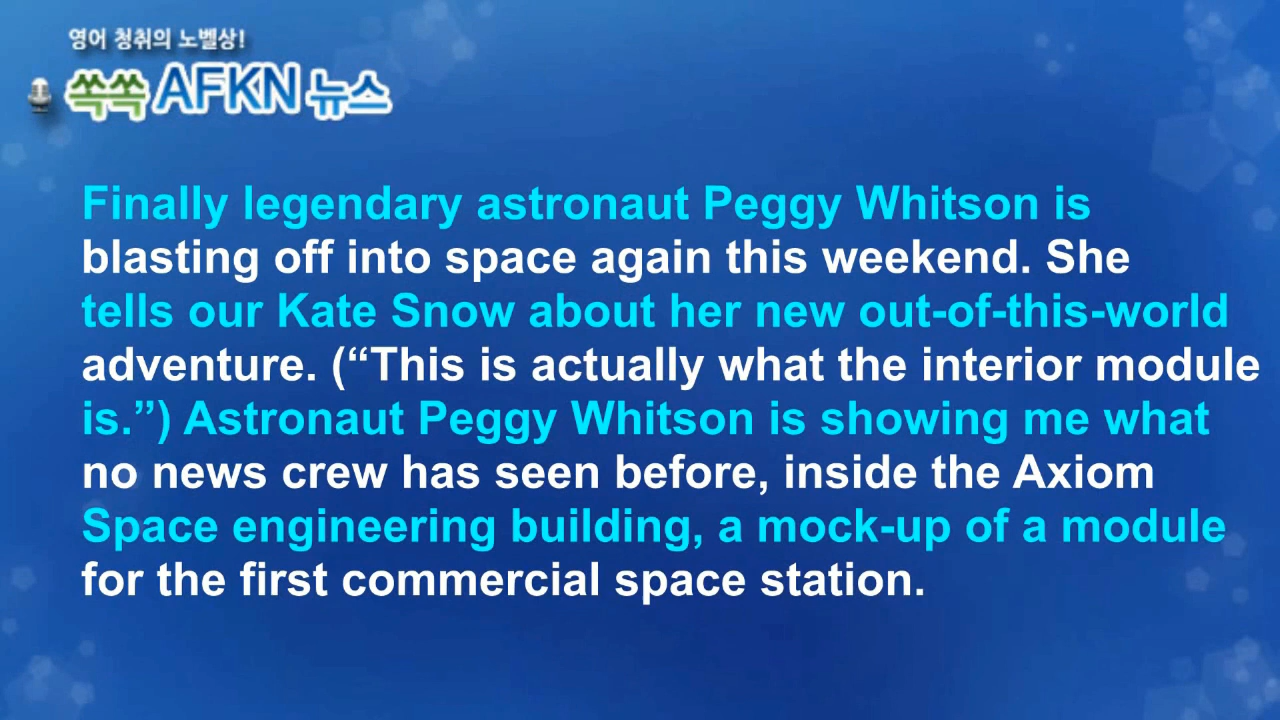 영어 청취의 노벨상!
쏙쏙 AFKN 뉴스
Finally legendary astronaut Peggy Whitson is
blasting off into space again this weekend. She
tells our Kate Snow about her new out-of-this-world
adventure. (“This is actually what the interior module
is.”) Astronaut Peggy Whitson is showing me what
no news crew has seen before, inside the Axiom
Space engineering building, a mock-up of a module
for the first commercial space station.